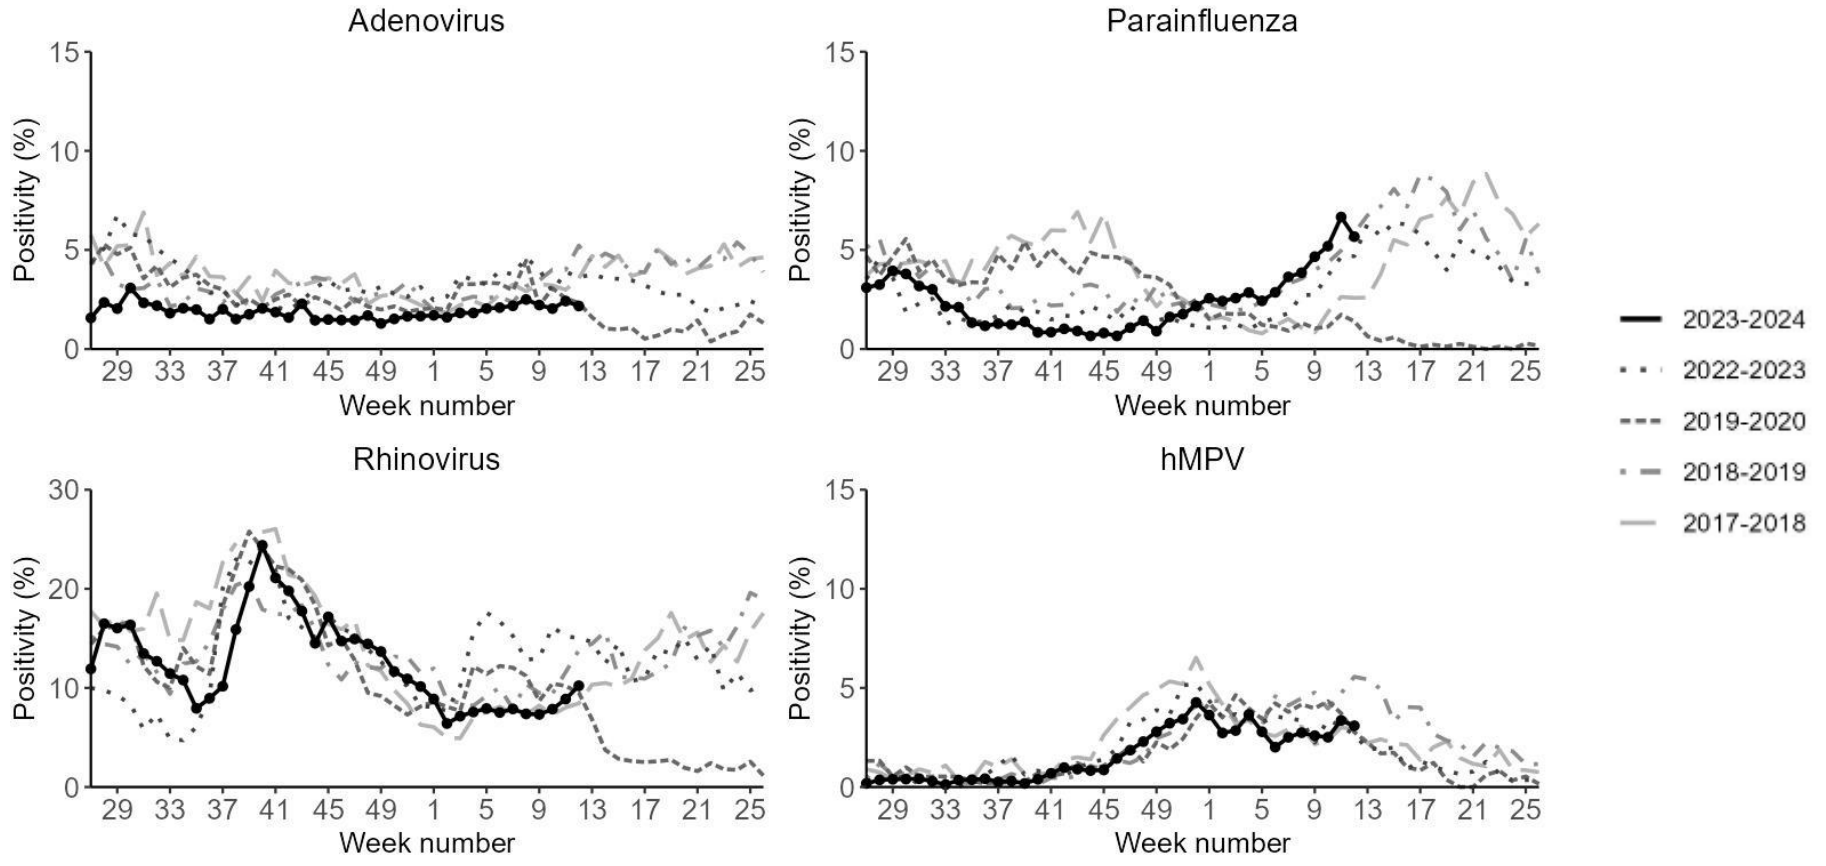 Adenovirus
15
10
5
0
Positivity (%)
29 33 37 41 45 49 1 5 9 13 17 21 25
Week number
Parainfluenza
15
10
5
0
Positivity (%)
29 33 37 41 45 49 1 5 9 13 17 21 25
Week number
Rhinovirus
30
20
10
0
Positivity (%)
29 33 37 41 45 49 1 5 9 13 17 21 25
Week number
hMPV
15
10
5
0
Positivity (%)
29 33 37 41 45 49 1 5 9 13 17 21 25
Week number
2023-2024
2022-2023
2019-2020
2018-2019
2017-2018